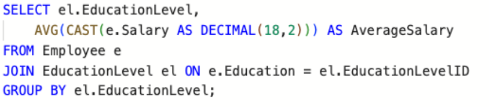 SELECT el.EducationLevel,
    AVG(CAST(e.Salary AS DECIMAL(18,2))) AS AverageSalary
FROM Employee e
JOIN EducationLevel el ON e.Education = el.EducationLevelID
GROUP BY el.EducationLevel;